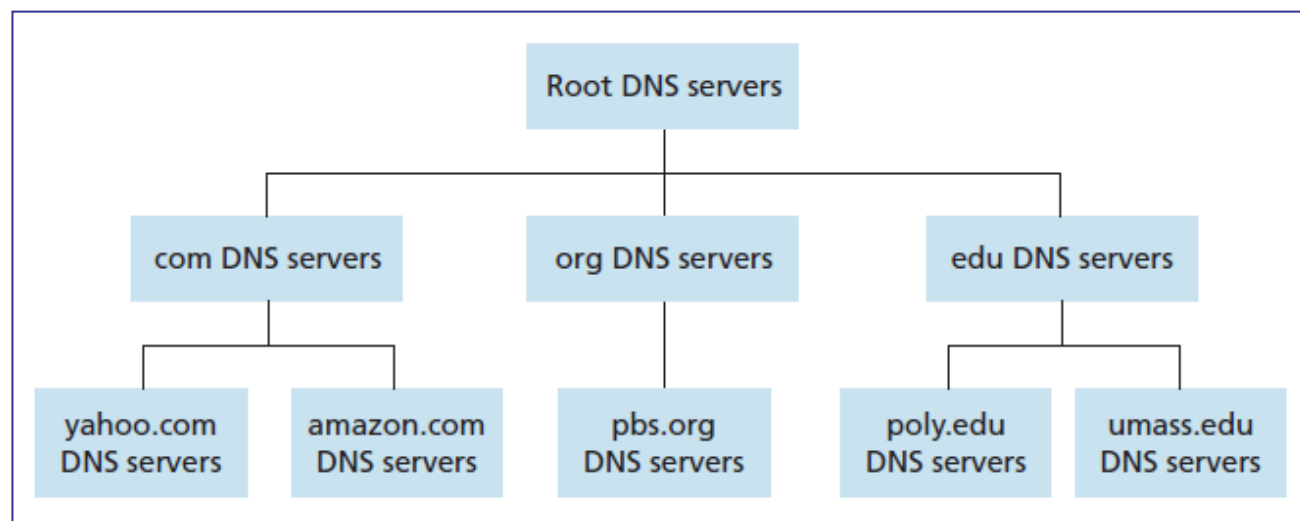 Root DNS servers
com DNS servers
org DNS servers
edu DNS servers
yahoo.com
DNS servers
amazon.com
DNS servers
pbs.org
DNS servers
poly.edu
DNS servers
umass.edu
DNS servers